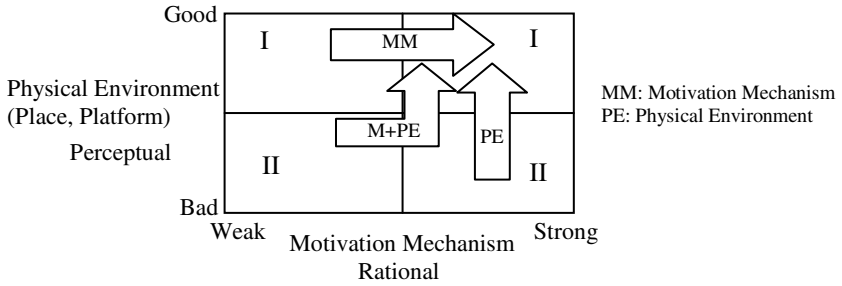 Good
I
MM
I
Physical Environment
(Place, Platform)
Perceptual
MM: Motivation Mechanism
PE: Physical Environment
M+PE
PE
II
II
Bad
Weak
Motivation Mechanism
Strong
Rational